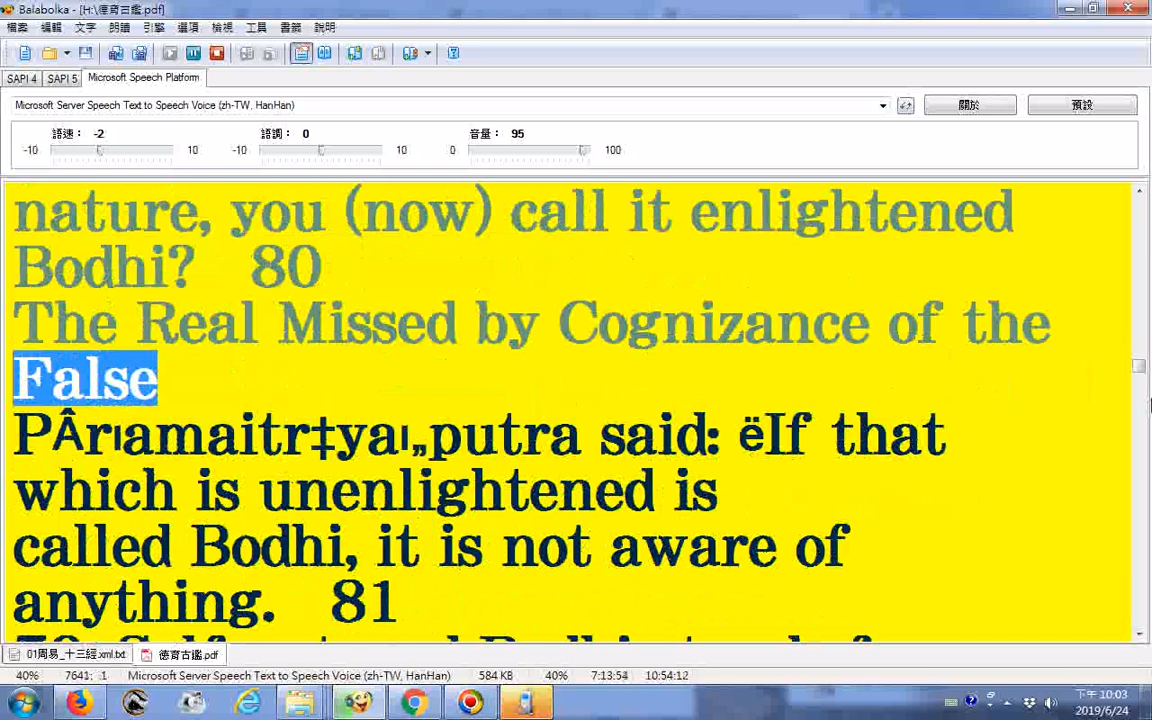 Balabolka - [H:\德育古鑑.pdf]
檔案 編輯 文字 朗讀 引擎 選項 檢視 工具 書籤 說明
SAPI 4 SAPI 5 Microsoft Speech Platform
Microsoft Server Speech Text to Speech Voice (zh-TW, HanHan) 關於 預設
語速： -2 語調： 0 音量： 95
-10 10 -10 10 0 100
nature, you (now) call it enlightened
Bodhi? 80
The Real Missed by Cognizance of the
False
PÂrıamaitr‡yaı„putra said: ëIf that
which is unenlightened is
called Bodhi, it is not aware of
anything. 81
01周易_十三經.xml.txt 德育古鑑.pdf
40% 7641: 1 Microsoft Server Speech Text to Speech Voice (zh-TW, HanHan) 584 KB 40% 7:13:54 10:54:12
下午 10:03
2019/6/24